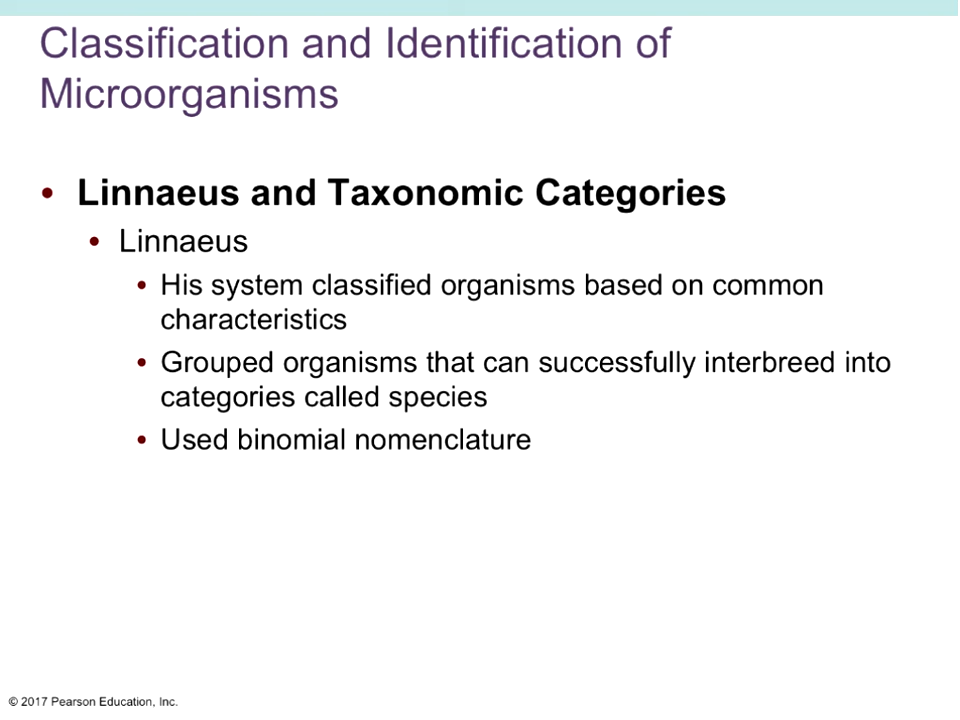 Classification and Identification of
Microorganisms
• Linnaeus and Taxonomic Categories
• Linnaeus
• His system classified organisms based on common
characteristics
• Grouped organisms that can successfully interbreed into
categories called species
• Used binomial nomenclature
© 2017 Pearson Education, Inc.